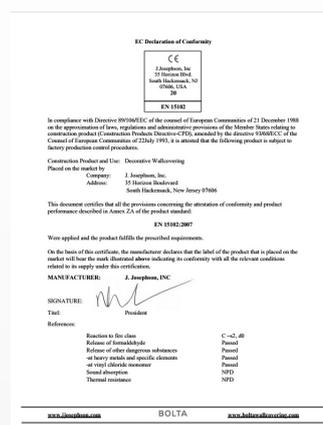 EC Declaration of Conformity
CE
J.Josephson, Inc
35 Horizon Blvd.
South Hackensack, NJ
07606, USA
20
EN 15102
In compliance with Directive 89/106/EEC of the counsel of European Communities of 21 December 1988
on the approximation of laws, regulations and administrative provisions of the Member States relating to
construction product (Construction Products Directive-CPD), amended by the directive 93/68/ECC of the
Counsel of European Communities of 22July 1993, it is attested that the following product is subject to
factory production control procedures.
Construction Product and Use: Decorative Wallcovering
Placed on the market by
Company: J. Josephson, Inc.
Address: 35 Horizon Boulevard
South Hackensack, New Jersey 07606
This document certifies that all the provisions concerning the attestation of conformity and product
performance described in Annex ZA of the product standard:
EN 15102:2007
Were applied and the product fulfills the prescribed requirements.
On the basis of this certificate, the manufacturer declares that the label of the product that is placed on the
market will bear the mark illustrated above indicating its conformity with all the relevant conditions
related to its supply under this certification.
MANUFACTURER: J. Josephson, INC
SIGNATURE:
Titel: President
References:
Reaction to fire class C –s2, d0
Release of formaldehyde Passed
Release of other dangerous substances Passed
-at heavy metals and specific elements Passed
-at vinyl chloride monomer Passed
Sound absorption NPD
Thermal resistance NPD
www.jjosephson.com BOLTA www.boltawallcovering.com